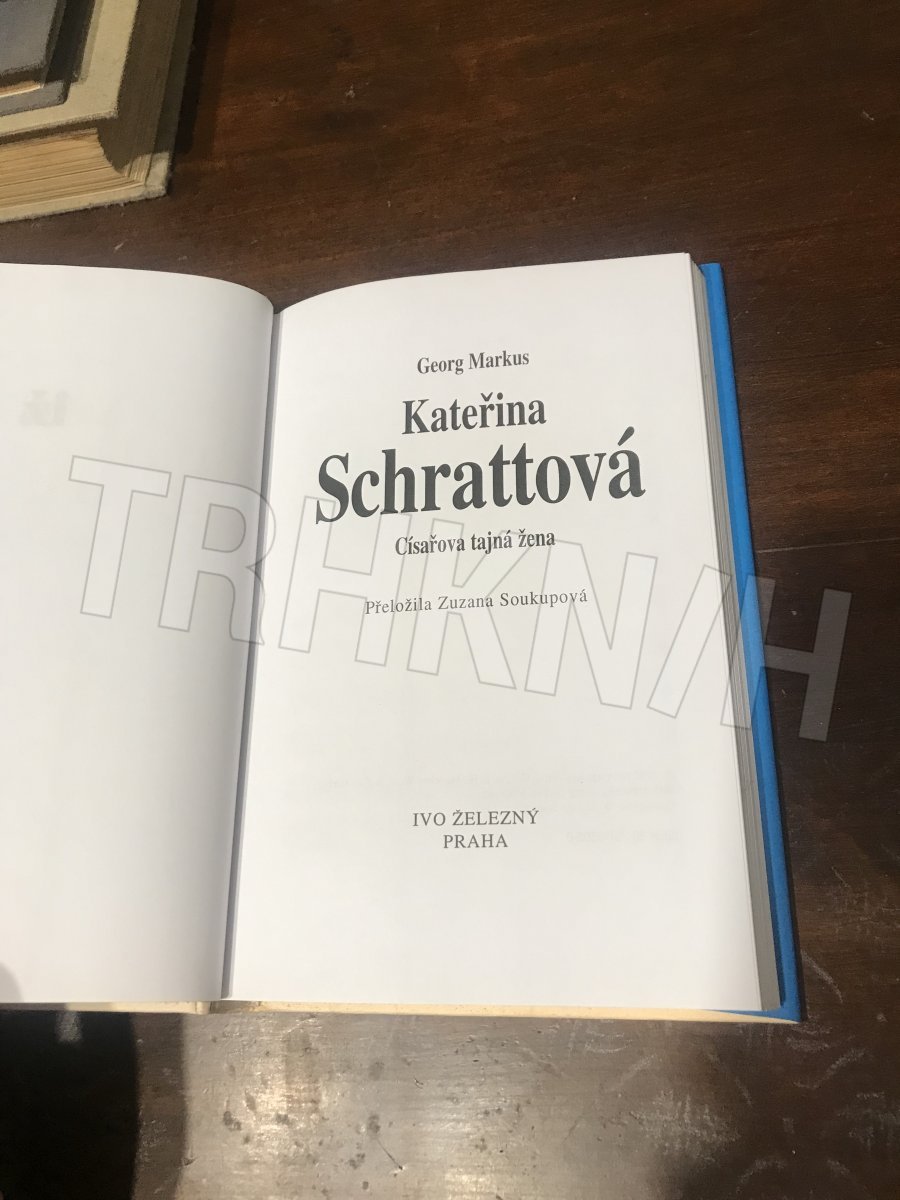 Georg Markus
Kateřina
Schrattová
Císařova tajná žena
Přeložila Zuzana Soukupová
TRHKNIH
IVO ŽELEZNÝ
PRAHA